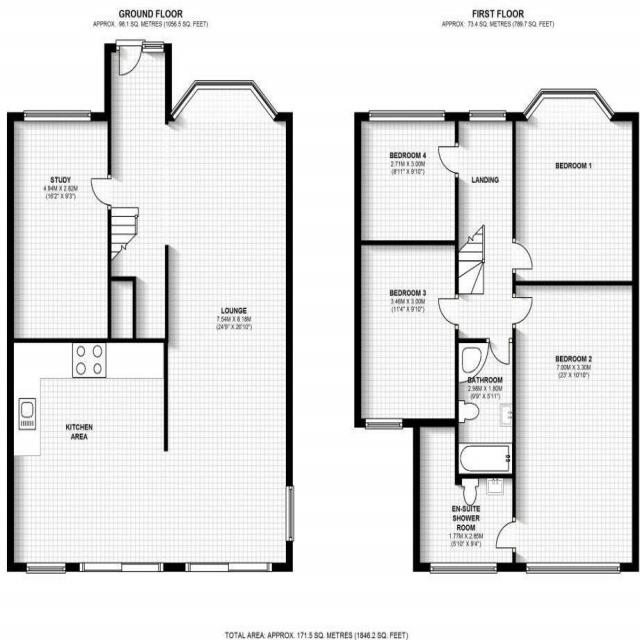 GROUND FLOOR
APPROX. 98.1 SQ. METRES (1056.5 SQ. FEET)
FIRST FLOOR
APPROX. 73.4 SQ. METRES (789.7 SQ. FEET)
STUDY
4.94M X 2.82M
(16'2" X 9'3")
LOUNGE
7.54M X 6.18M
(24'9" X 20'10")
KITCHEN
AREA
BEDROOM 4
2.71M X 3.00M
(8'11" X 9'10")
LANDING
BEDROOM 1
BEDROOM 3
3.46M X 3.00M
(11'4" X 9'10")
BEDROOM 2
7.00M X 3.30M
(23' X 10'10")
BATHROOM
2.98M X 1.80M
(9'9" X 5'11")
EN-SUITE
SHOWER
ROOM
1.77M X 2.85M
(5'10" X 9'4")
TOTAL AREA: APPROX. 171.5 SQ. METRES (1846.2 SQ. FEET)